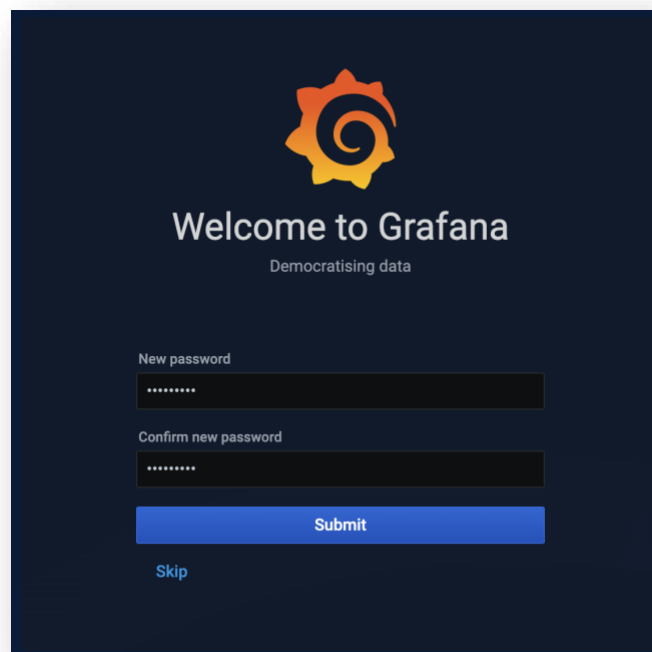 Welcome to Grafana
Democratising data
New password
•••••••••
Confirm new password
•••••••••
Submit
Skip